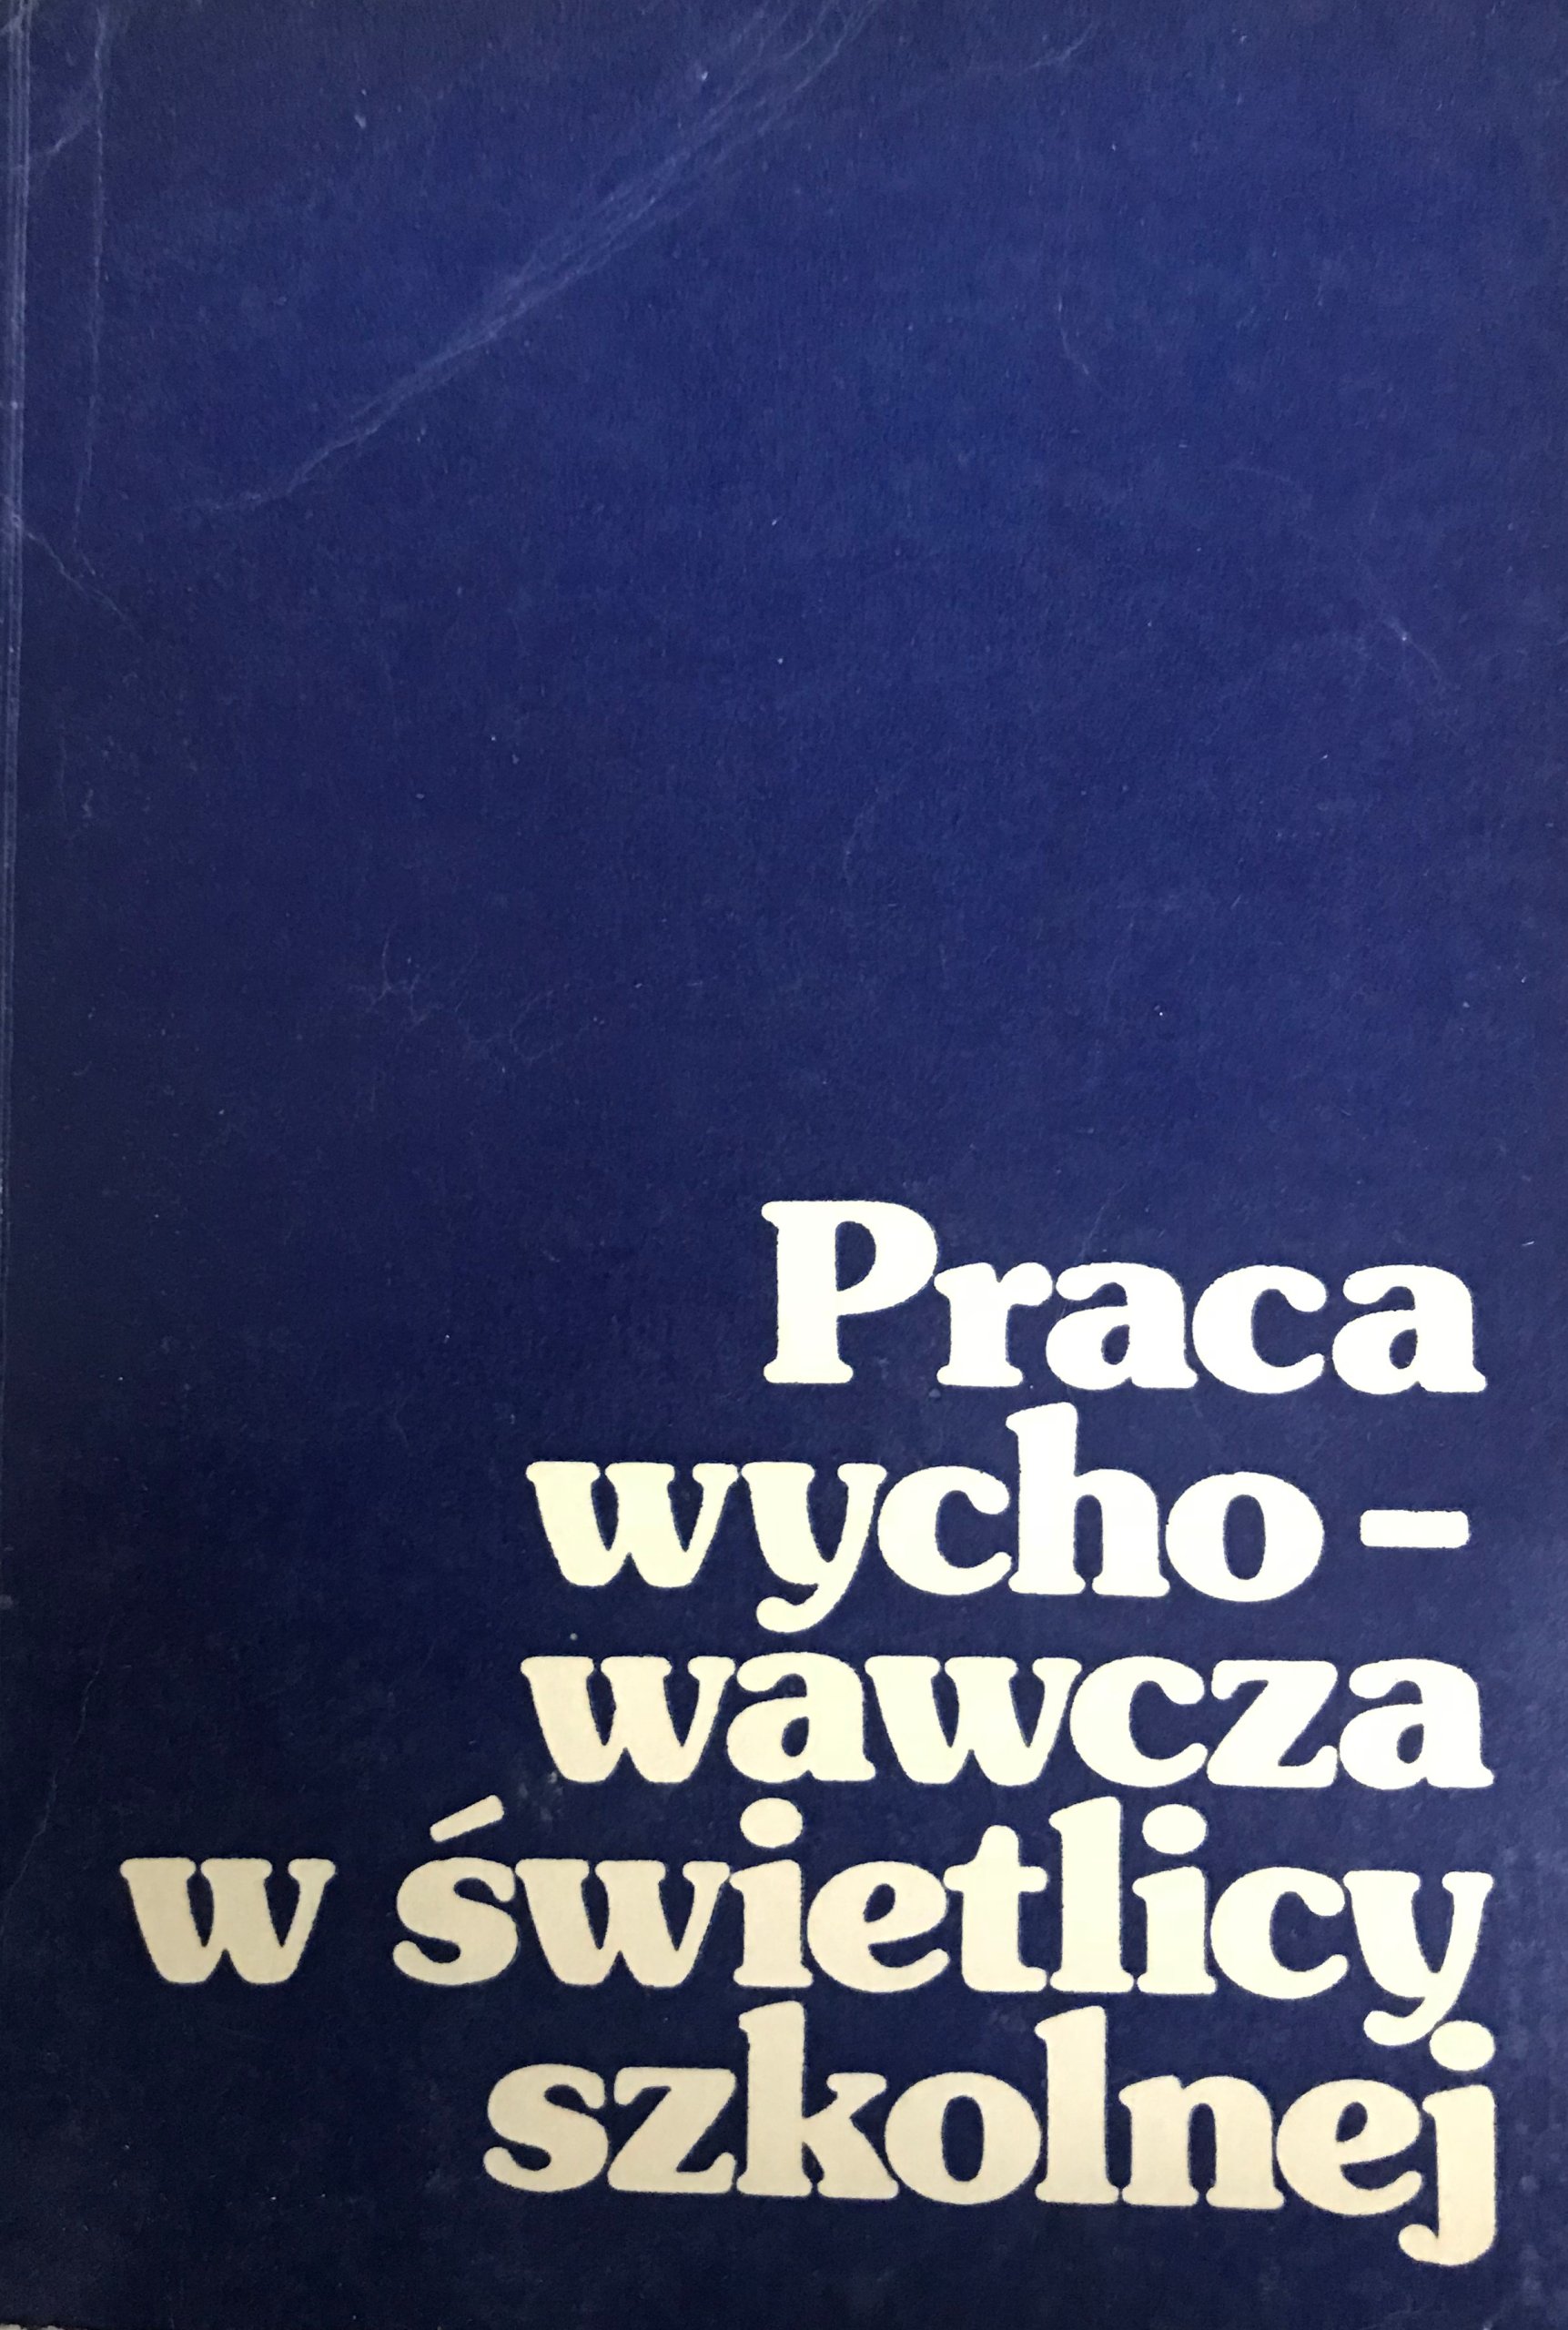 Praca
wycho-
wawcza
w świetlicy
szkolnej